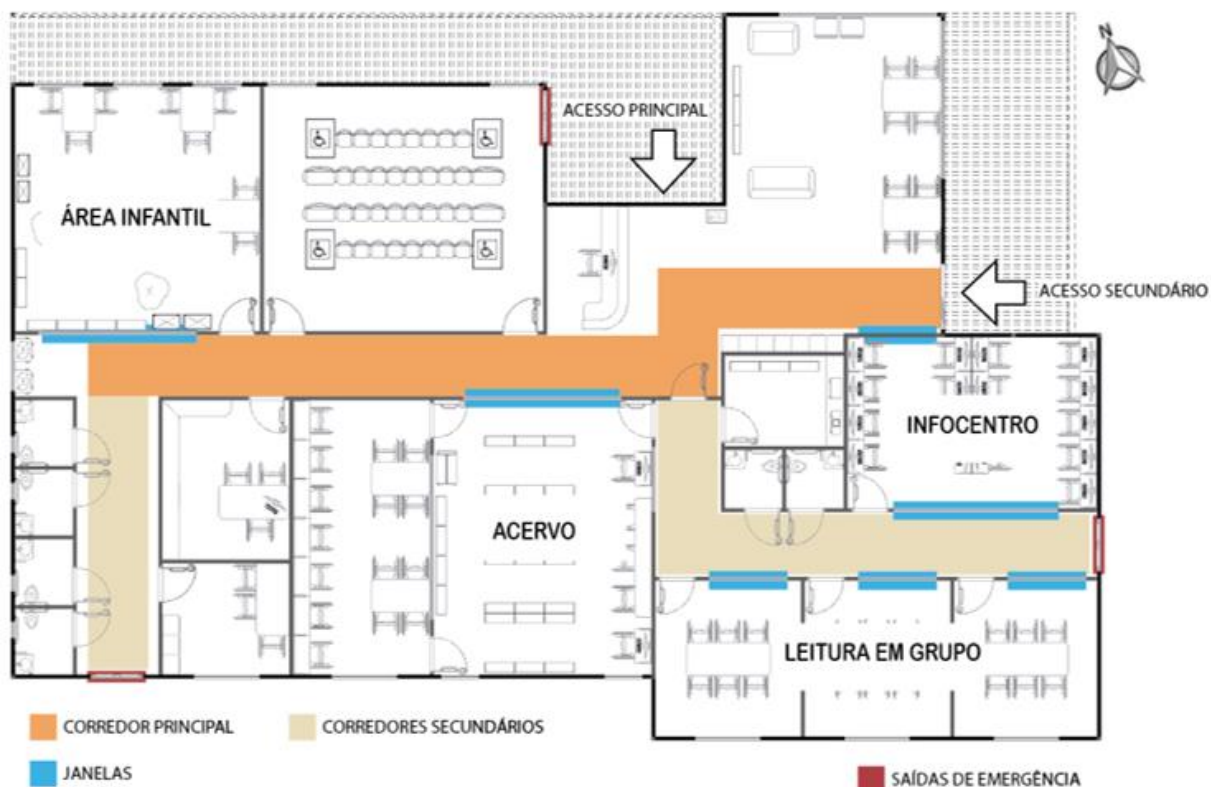 N
ACESSO PRINCIPAL
ÁREA INFANTIL
ACESSO SECUNDÁRIO
INFOCENTRO
ACERVO
LEITURA EM GRUPO
CORREDOR PRINCIPAL
CORREDORES SECUNDÁRIOS
JANELAS
SAÍDAS DE EMERGÊNCIA